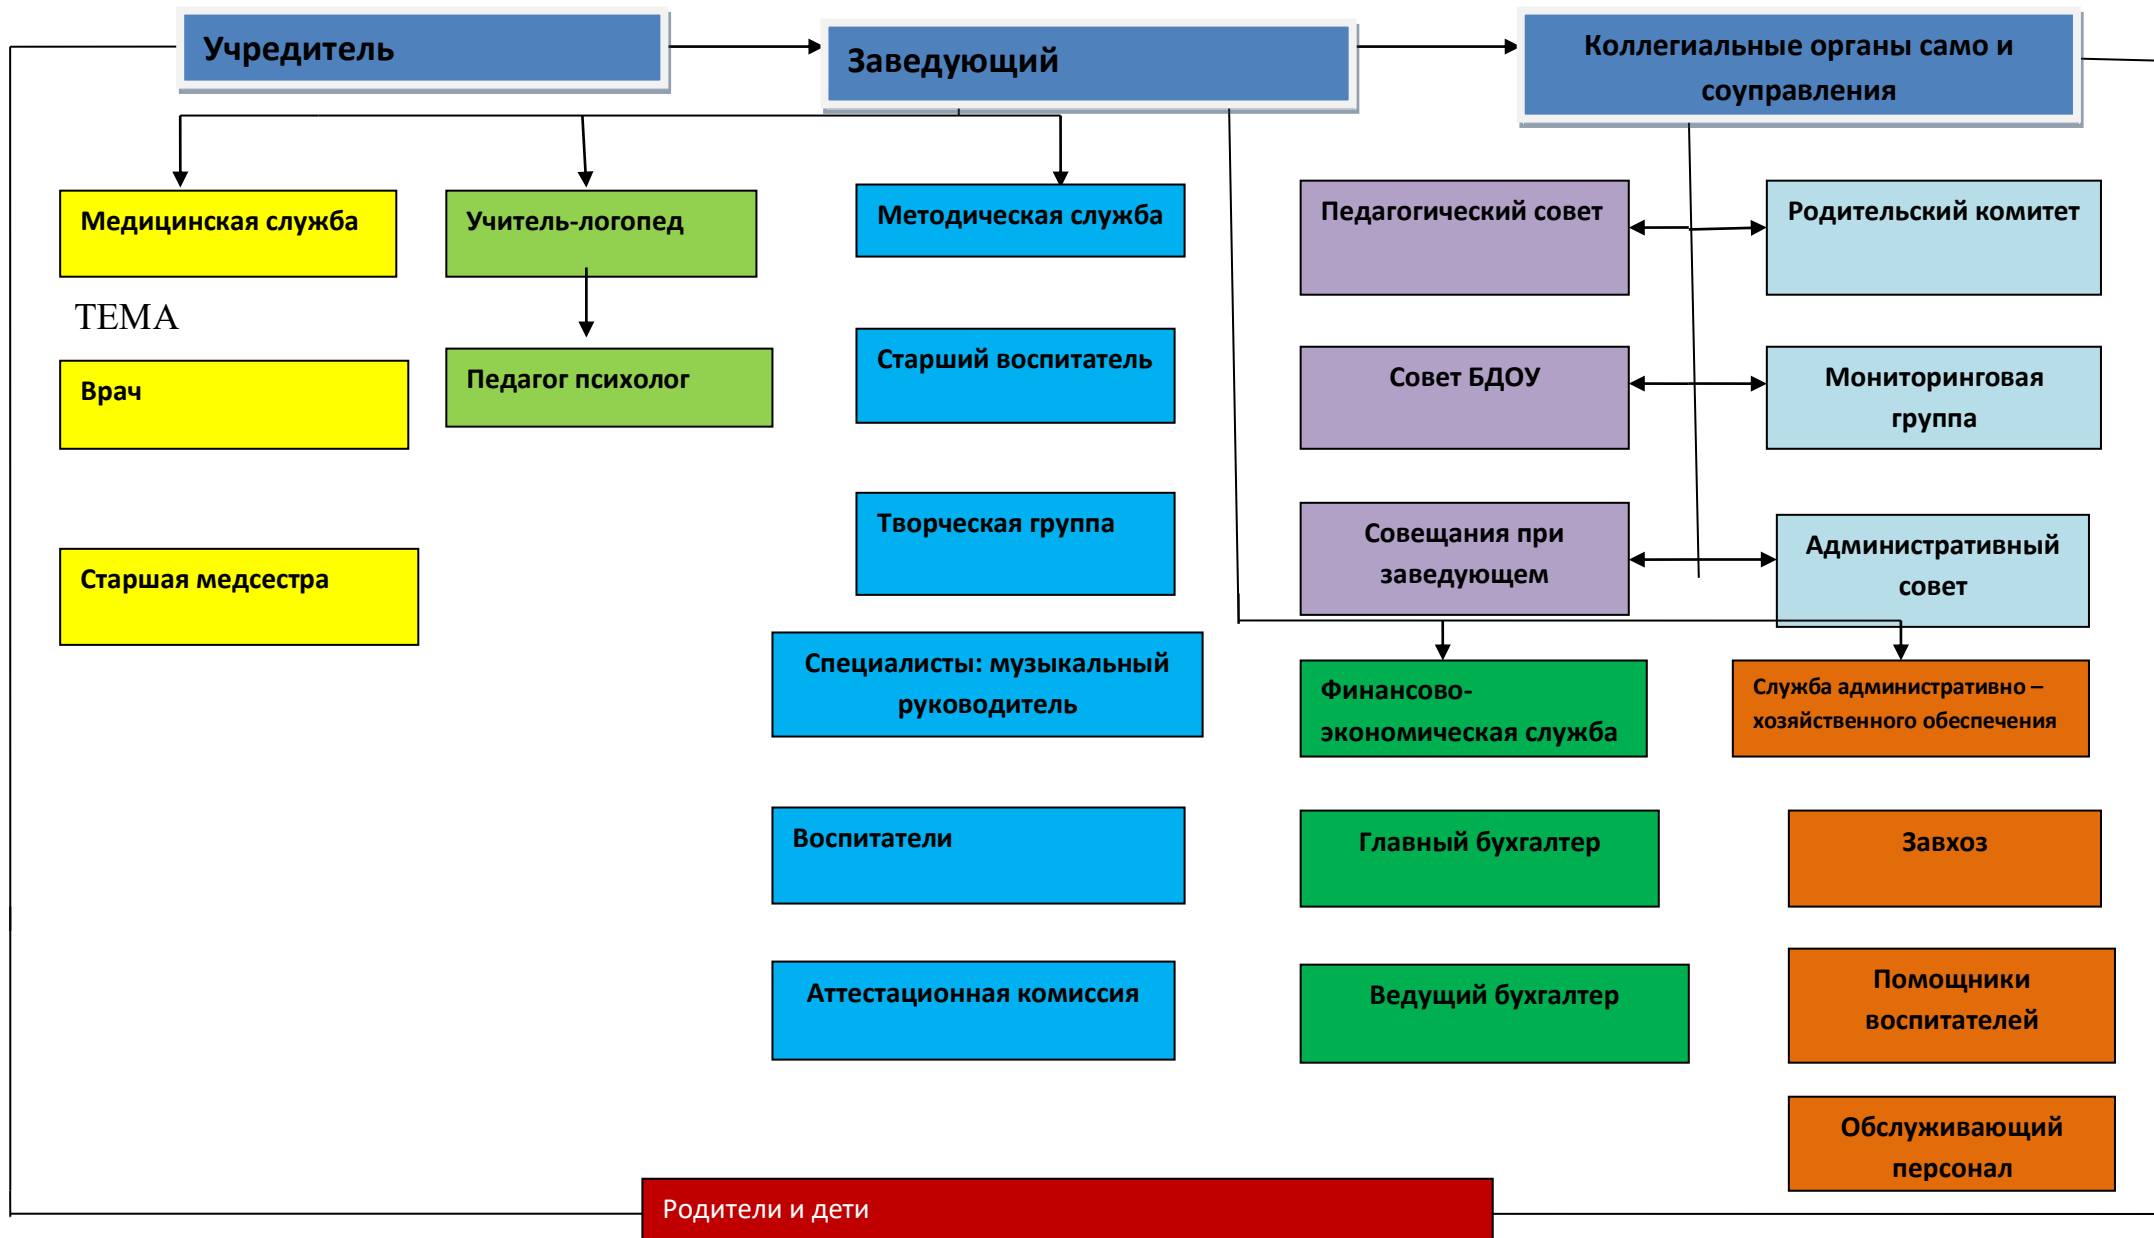 Учредитель
Заведующий
Коллегиальные органы само и
соуправления
Медицинская служба
Учитель-логопед
Методическая служба
Педагогический совет
Родительский комитет
ТЕМА
Врач
Педагог психолог
Старший воспитатель
Совет БДОУ
Мониторинговая
группа
Старшая медсестра
Творческая группа
Совещания при
заведующем
Административный
совет
Специалисты: музыкальный
руководитель
Финансово-
экономическая служба
Служба административно –
хозяйственного обеспечения
Воспитатели
Главный бухгалтер
Завхоз
Аттестационная комиссия
Ведущий бухгалтер
Помощники
воспитателей
Обслуживающий
персонал
Родители и дети